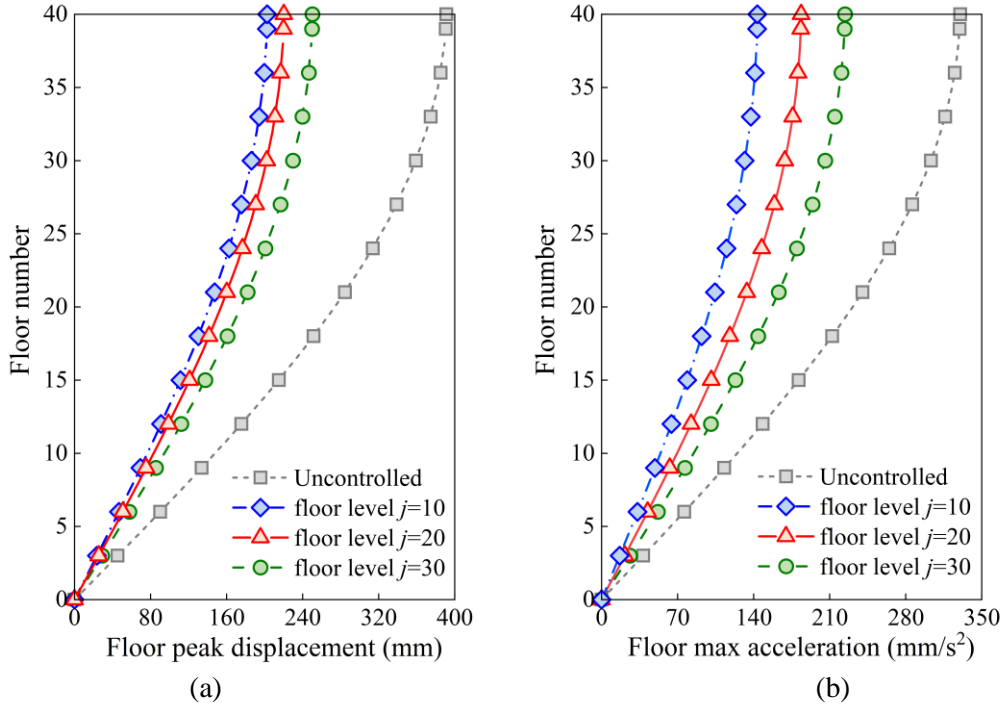 40
35
30
25
20
15
10
5
0
Floor number
Uncontrolled
floor level j=10
floor level j=20
floor level j=30
0 80 160 240 320 400
Floor peak displacement (mm)
(a)
40
35
30
25
20
15
10
5
0
Floor number
Uncontrolled
floor level j=10
floor level j=20
floor level j=30
0 70 140 210 280 350
Floor max acceleration (mm/s²)
(b)